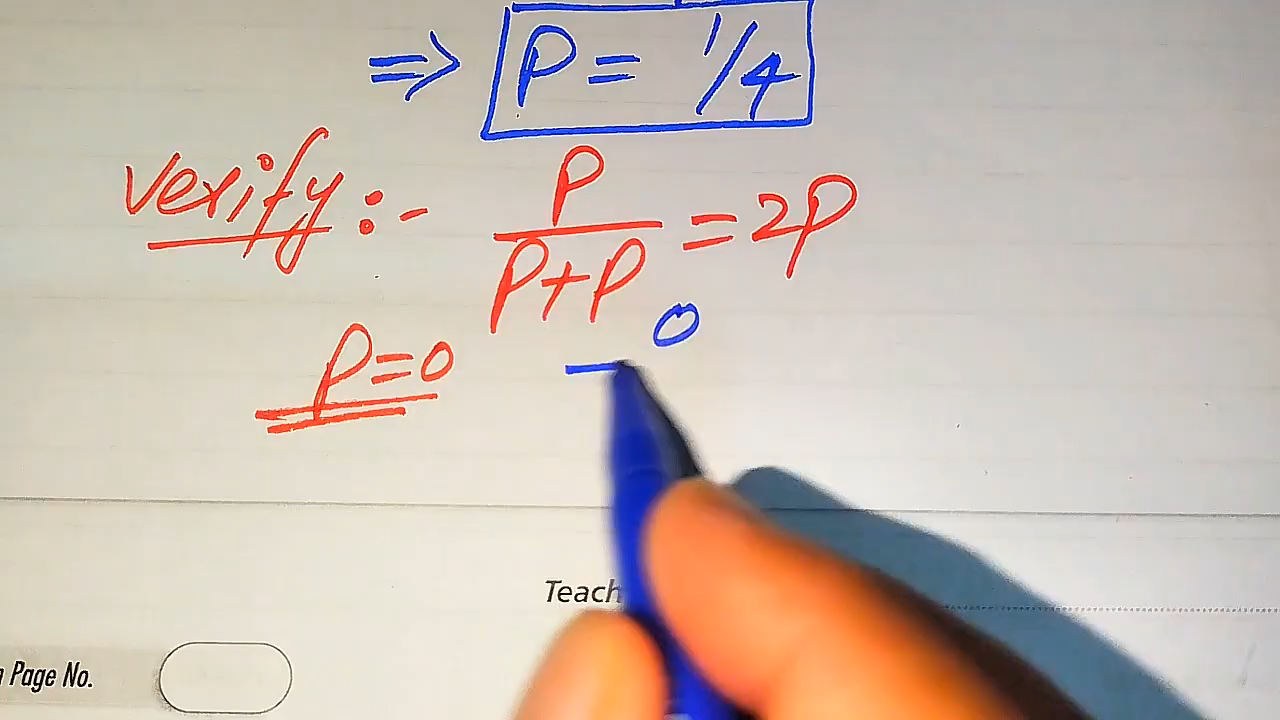 => P = 1/4
Verify :- P/(P+P) = 2P
P=0
0
Teach
Page No.